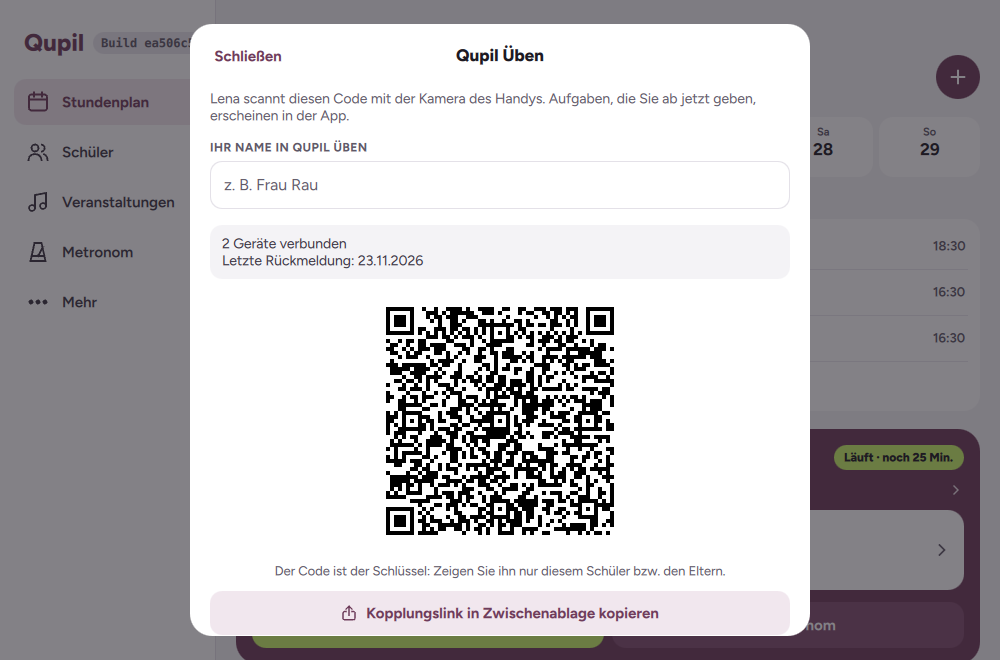 Qupil
Build ea506c
Stundenplan
Schüler
Veranstaltungen
Metronom
Mehr
Schließen
Qupil Üben
Lena scannt diesen Code mit der Kamera des Handys. Aufgaben, die Sie ab jetzt geben,
erscheinen in der App.
IHR NAME IN QUPIL ÜBEN
z. B. Frau Rau
2 Geräte verbunden
Letzte Rückmeldung: 23.11.2026
Der Code ist der Schlüssel: Zeigen Sie ihn nur diesem Schüler bzw. den Eltern.
Kopplungslink in Zwischenablage kopieren
Sa
28
So
29
18:30
16:30
16:30
Läuft · noch 25 Min.
nom